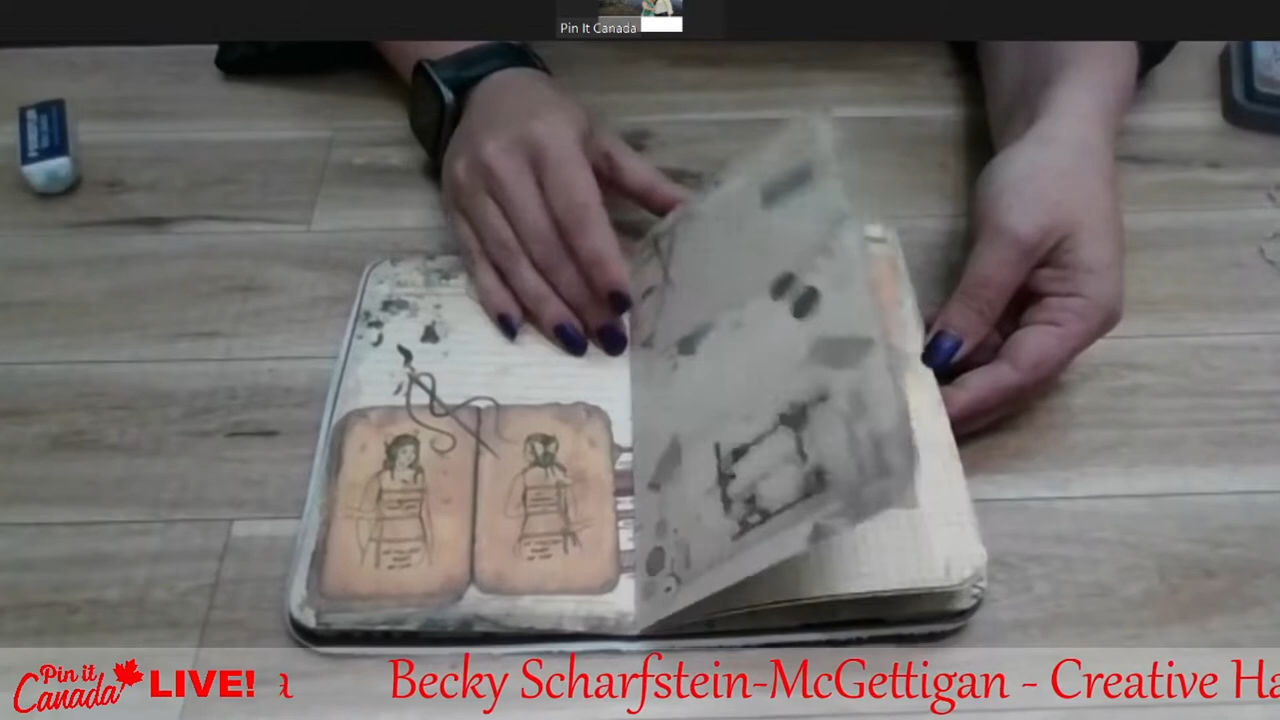 Pin It Canada
Pin it
Canada LIVE!
Becky Scharfstein-McGettigan - Creative Ha